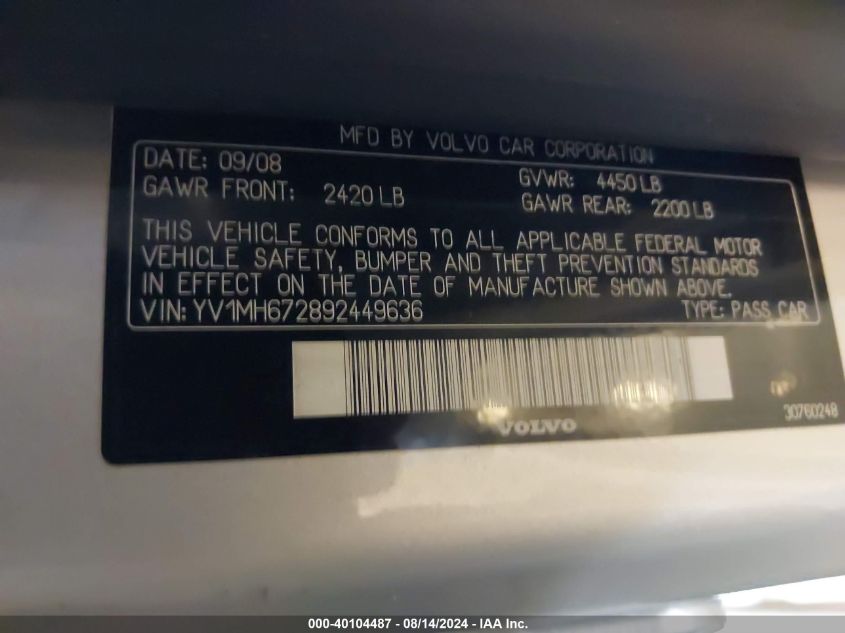 MFD BY VOLVO CAR CORPORATION
DATE: 09/08 GVWR: 4450 LB
GAWR FRONT: 2420 LB GAWR REAR: 2200 LB
THIS VEHICLE CONFORMS TO ALL APPLICABLE FEDERAL MOTOR
VEHICLE SAFETY, BUMPER AND THEFT PREVENTION STANDARDS
IN EFFECT ON THE DATE OF MANUFACTURE SHOWN ABOVE.
VIN: YV1MH672892449636 TYPE: PASS CAR
30760248
VOLVO
000-40104487 - 08/14/2024 - IAA Inc.